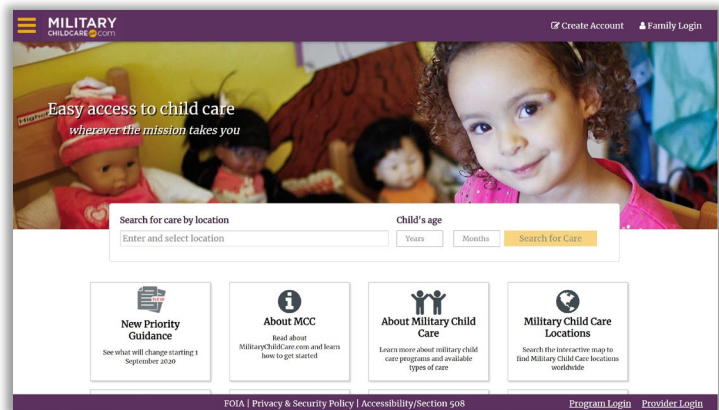 MILITARY
CHILDCARE.com
Create Account
Family Login
Higher
Easy access to child care
wherever the mission takes you
Search for care by location
Child's age
Enter and select location
Years
Months
Search for Care
NEW
New Priority
Guidance
See what will change starting 1
September 2020
About MCC
Read about
MilitaryChildCare.com and learn
how to get started
About Military Child
Care
Learn more about military child
care programs and available
types of care
Military Child Care
Locations
Search the interactive map to
find Military Child Care locations
worldwide
FOIA | Privacy & Security Policy | Accessibility/Section 508
Program Login
Provider Login